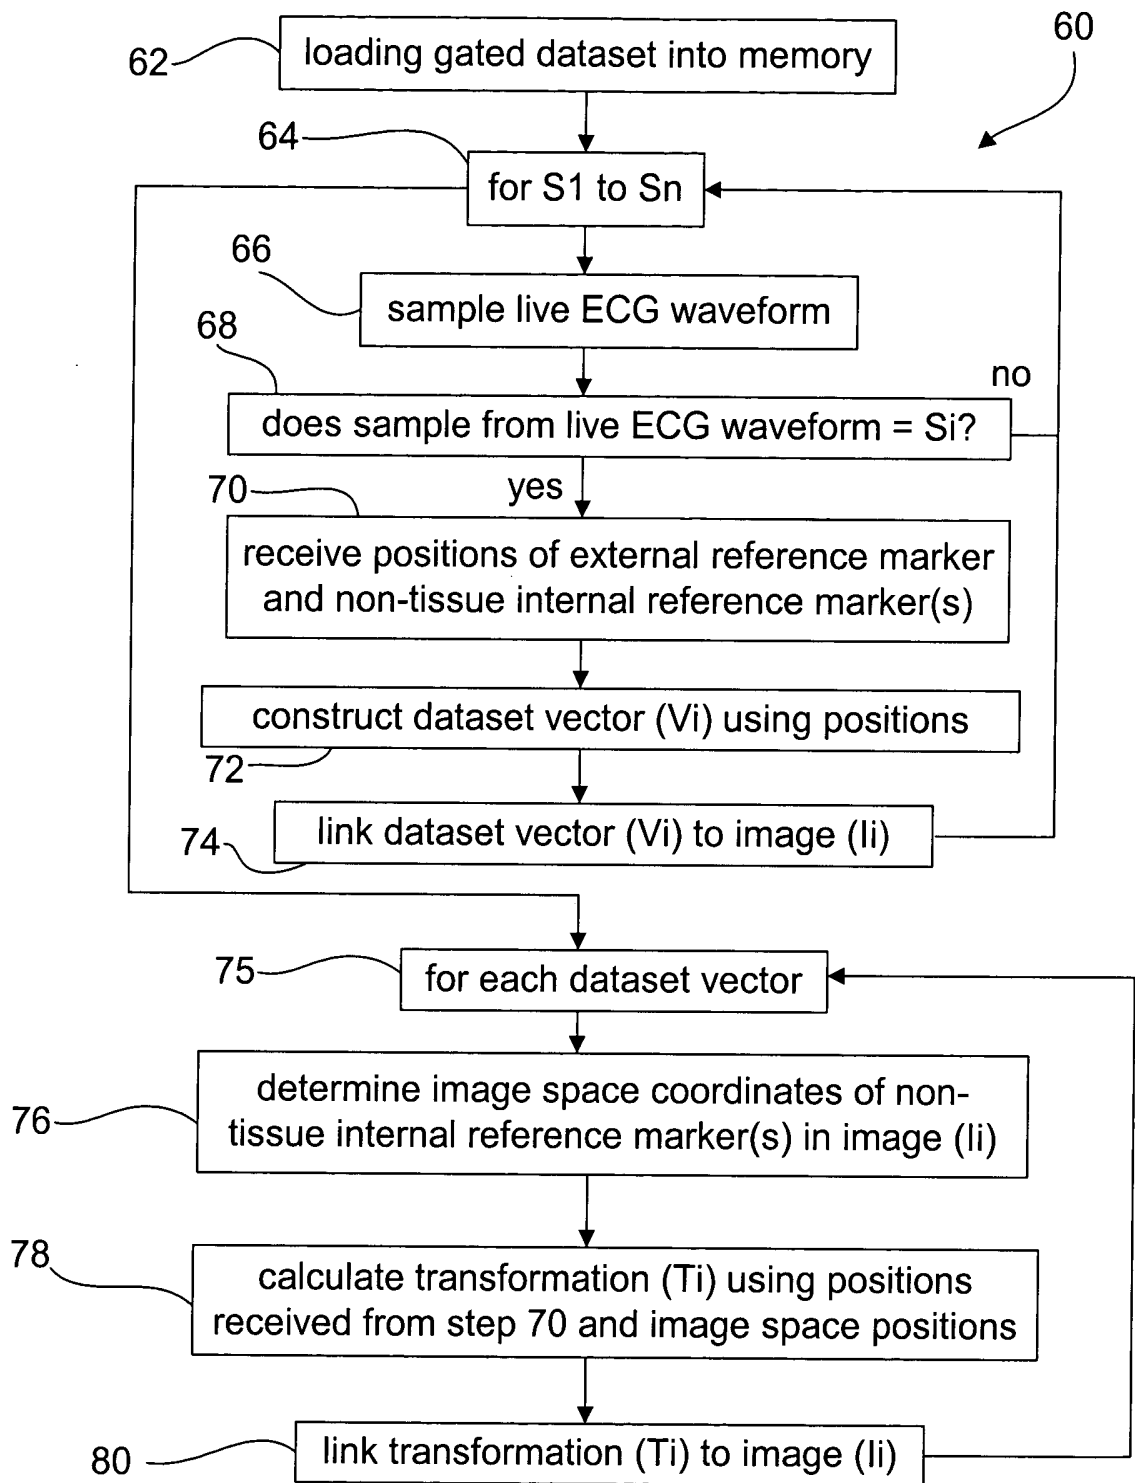 60
62
loading gated dataset into memory
64
for S1 to Sn
66
sample live ECG waveform
68
no
does sample from live ECG waveform = Si?
70
yes
receive positions of external reference marker
and non-tissue internal reference marker(s)
construct dataset vector (Vi) using positions
72
link dataset vector (Vi) to image (Ii)
74
75
for each dataset vector
76
determine image space coordinates of non-
tissue internal reference marker(s) in image (Ii)
78
calculate transformation (Ti) using positions
received from step 70 and image space positions
80
link transformation (Ti) to image (Ii)